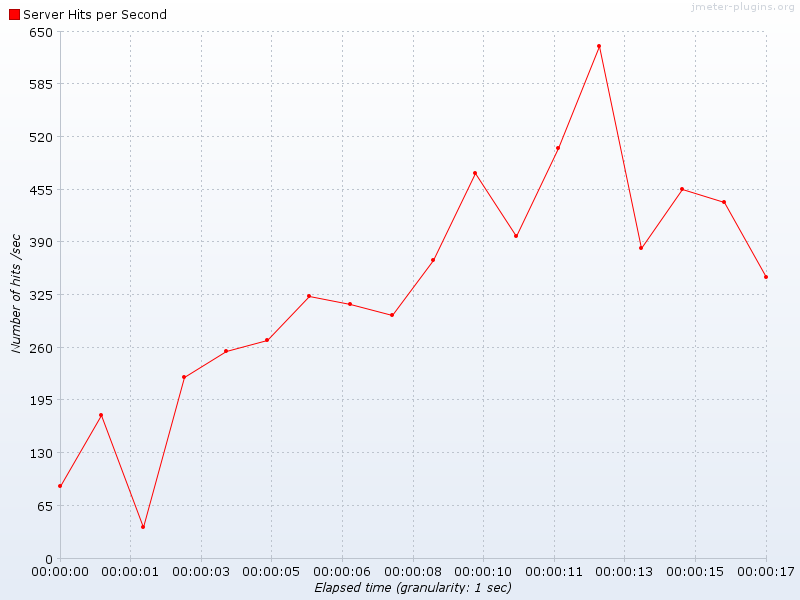 jmeter-plugins.org
Server Hits per Second
650
585
520
455
390
325
260
195
130
65
0
Number of hits /sec
00:00:00 00:00:01 00:00:03 00:00:05 00:00:06 00:00:08 00:00:10 00:00:11 00:00:13 00:00:15 00:00:17
Elapsed time (granularity: 1 sec)